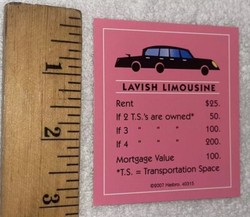 1
2
LAVISH LIMOUSINE
Rent $25.
If 2 T.S.'s are owned* 50.
If 3 " " " 100.
If 4 " " " 200.
Mortgage Value 100.
*T.S. = Transportation Space
©2007 Hasbro.